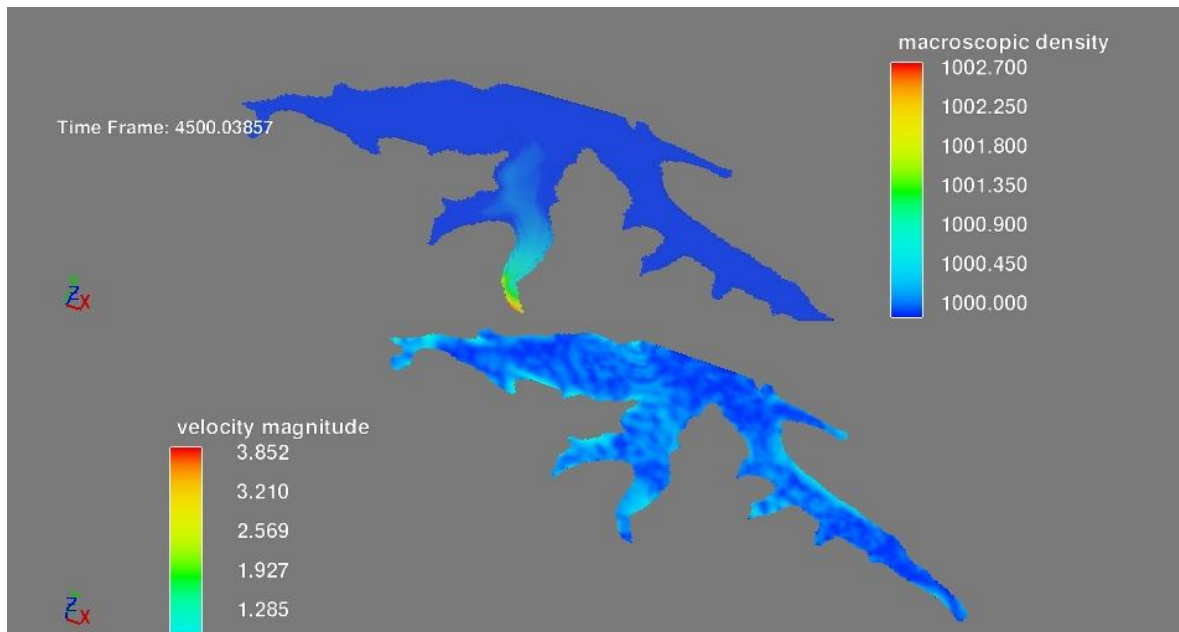 macroscopic density
1002.700
1002.250
1001.800
1001.350
1000.900
1000.450
1000.000
Time Frame: 4500.03857
Z X
velocity magnitude
3.852
3.210
2.569
1.927
1.285
Z X